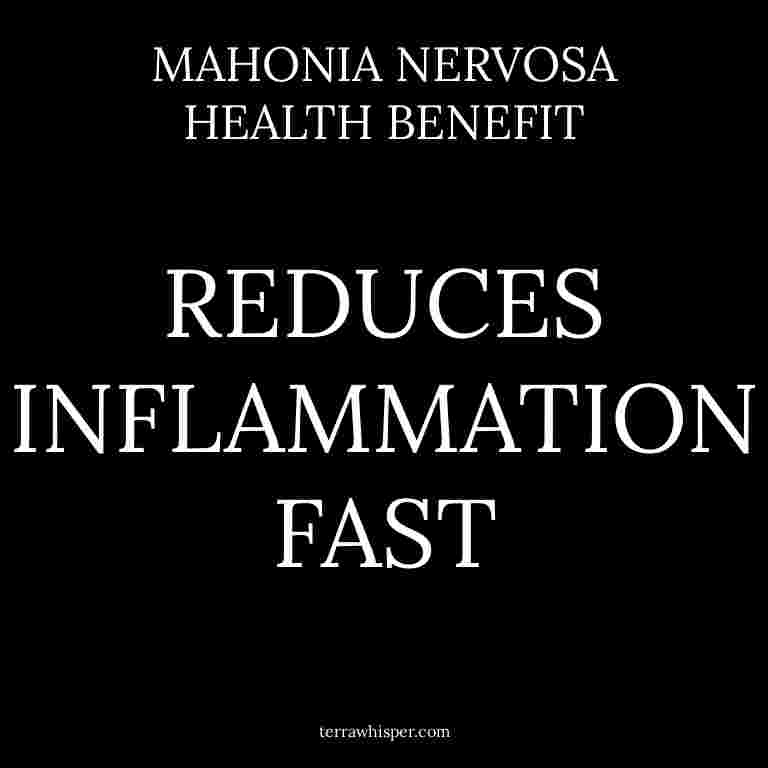 MAHONIA NERVOSA
HEALTH BENEFIT
REDUCES
INFLAMMATION
FAST
terrawhisper.com